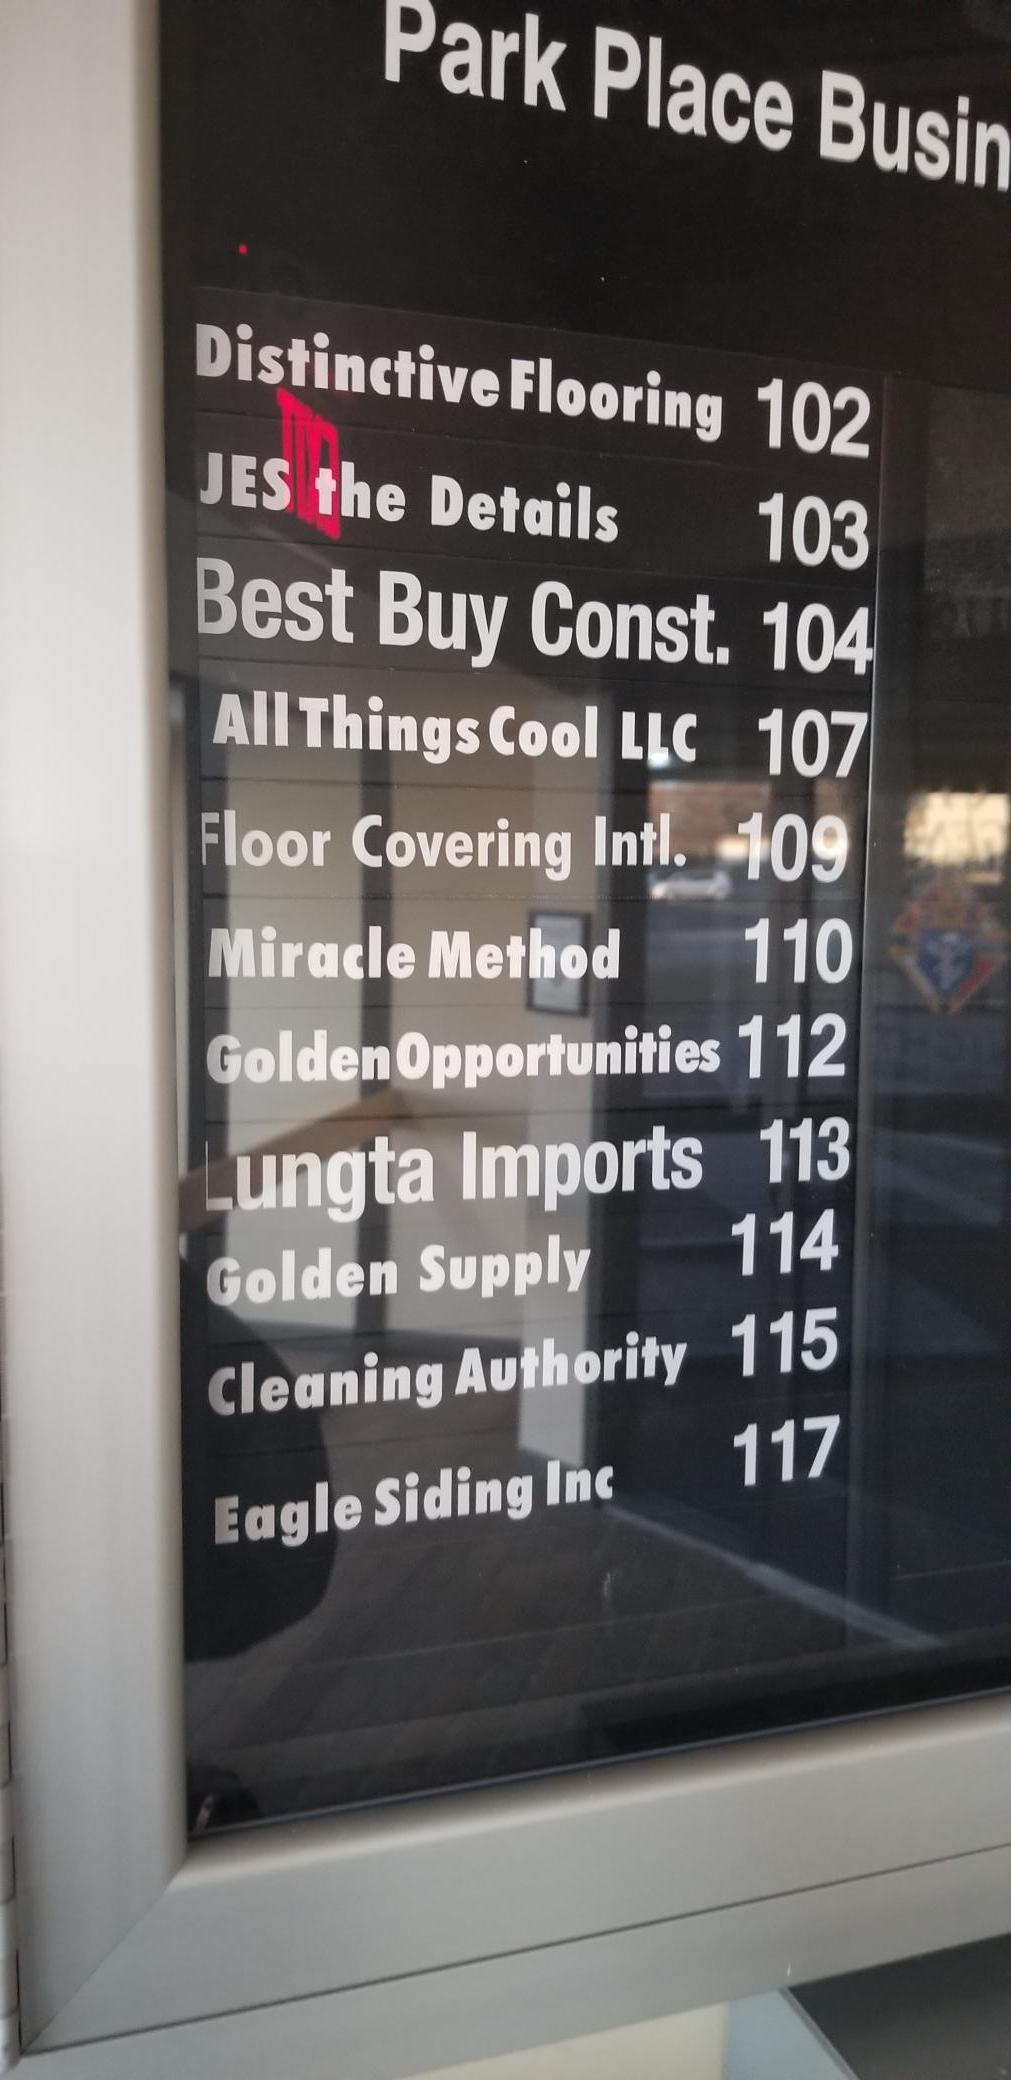 Park Place Busin
Distinctive Flooring 102
JES the Details 103
Best Buy Const. 104
All Things Cool LLC 107
Floor Covering Intl. 109
Miracle Method 110
Golden Opportunities 112
Lungta Imports 113
Golden Supply 114
Cleaning Authority 115
Eagle Siding Inc 117